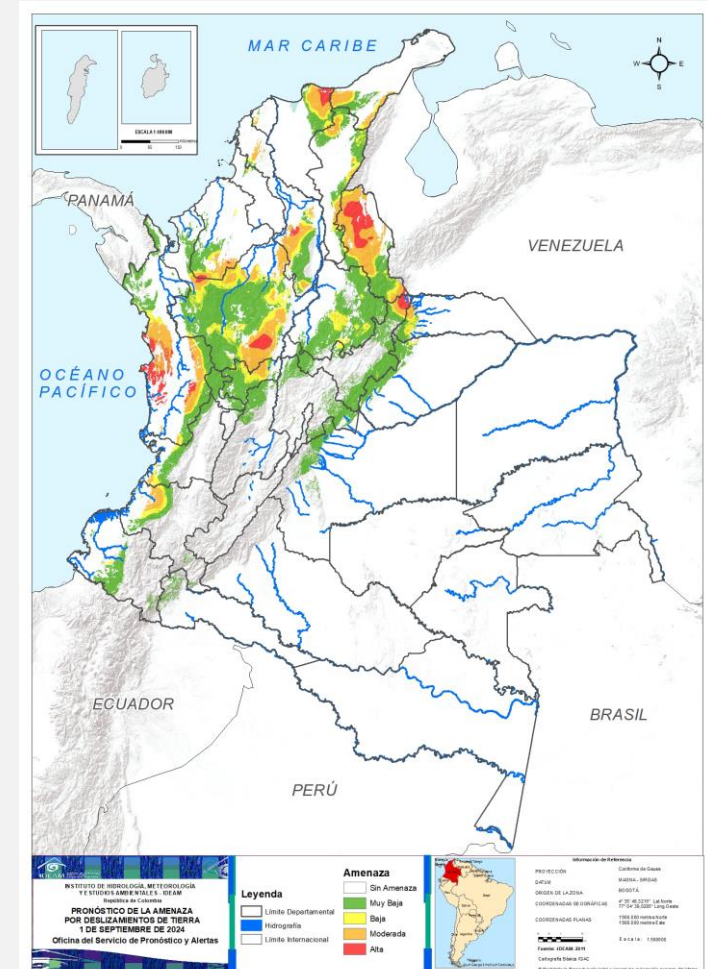 MAR CARIBE
N
W
E
S
PANAMÁ
VENEZUELA
OCÉANO
PACÍFICO
ECUADOR
BRASIL
PERÚ
IDEAM
INSTITUTO DE HIDROLOGÍA, METEOROLOGÍA
Y ESTUDIOS AMBIENTALES - IDEAM
República de Colombia
PRONÓSTICO DE LA AMENAZA
POR DESLIZAMIENTOS DE TIERRA
1 DE SEPTIEMBRE DE 2024
Oficina del Servicio de Pronóstico y Alertas
Leyenda
Límite Departamental
Hidrografía
Límite Internacional
Amenaza
Sin Amenaza
Muy Baja
Baja
Moderada
Alta
Información de Referencia
PROYECCIÓN
Conforme de Gauss
DATUM
MAGNA - SIRGAS
ORIGEN DE LA ZONA
BOGOTÁ
COORDENADAS GEOGRÁFICAS
COORDENADAS PLANAS
Fuente: IDEAM 2011
Cartografía Básica IGAC